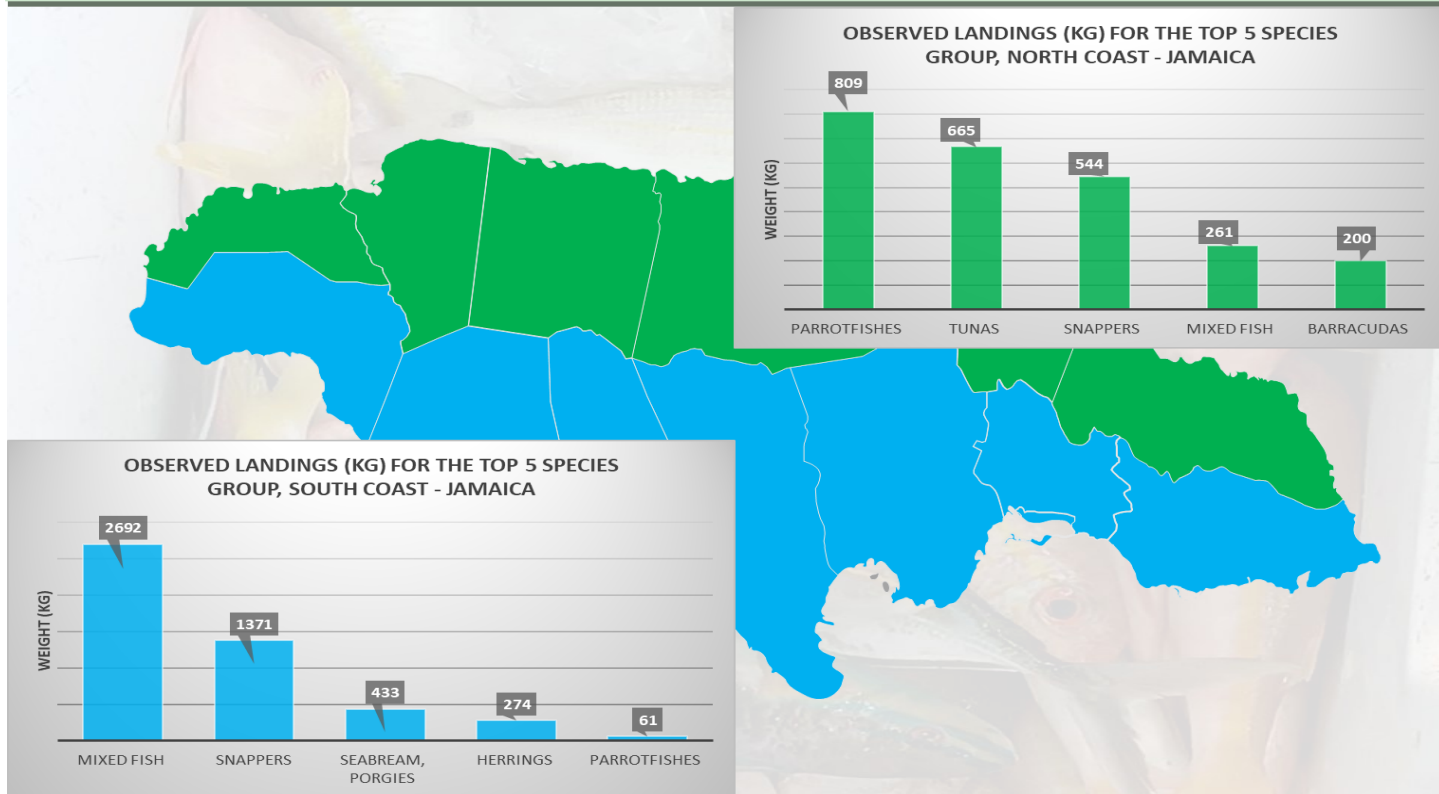 OBSERVED LANDINGS (KG) FOR THE TOP 5 SPECIES
GROUP, NORTH COAST - JAMAICA
WEIGHT (KG)
809
665
544
261
200
PARROTFISHES
TUNAS
SNAPPERS
MIXED FISH
BARRACUDAS
OBSERVED LANDINGS (KG) FOR THE TOP 5 SPECIES
GROUP, SOUTH COAST - JAMAICA
WEIGHT (KG)
2692
1371
433
274
61
MIXED FISH
SNAPPERS
SEABREAM,
PORGIES
HERRINGS
PARROTFISHES